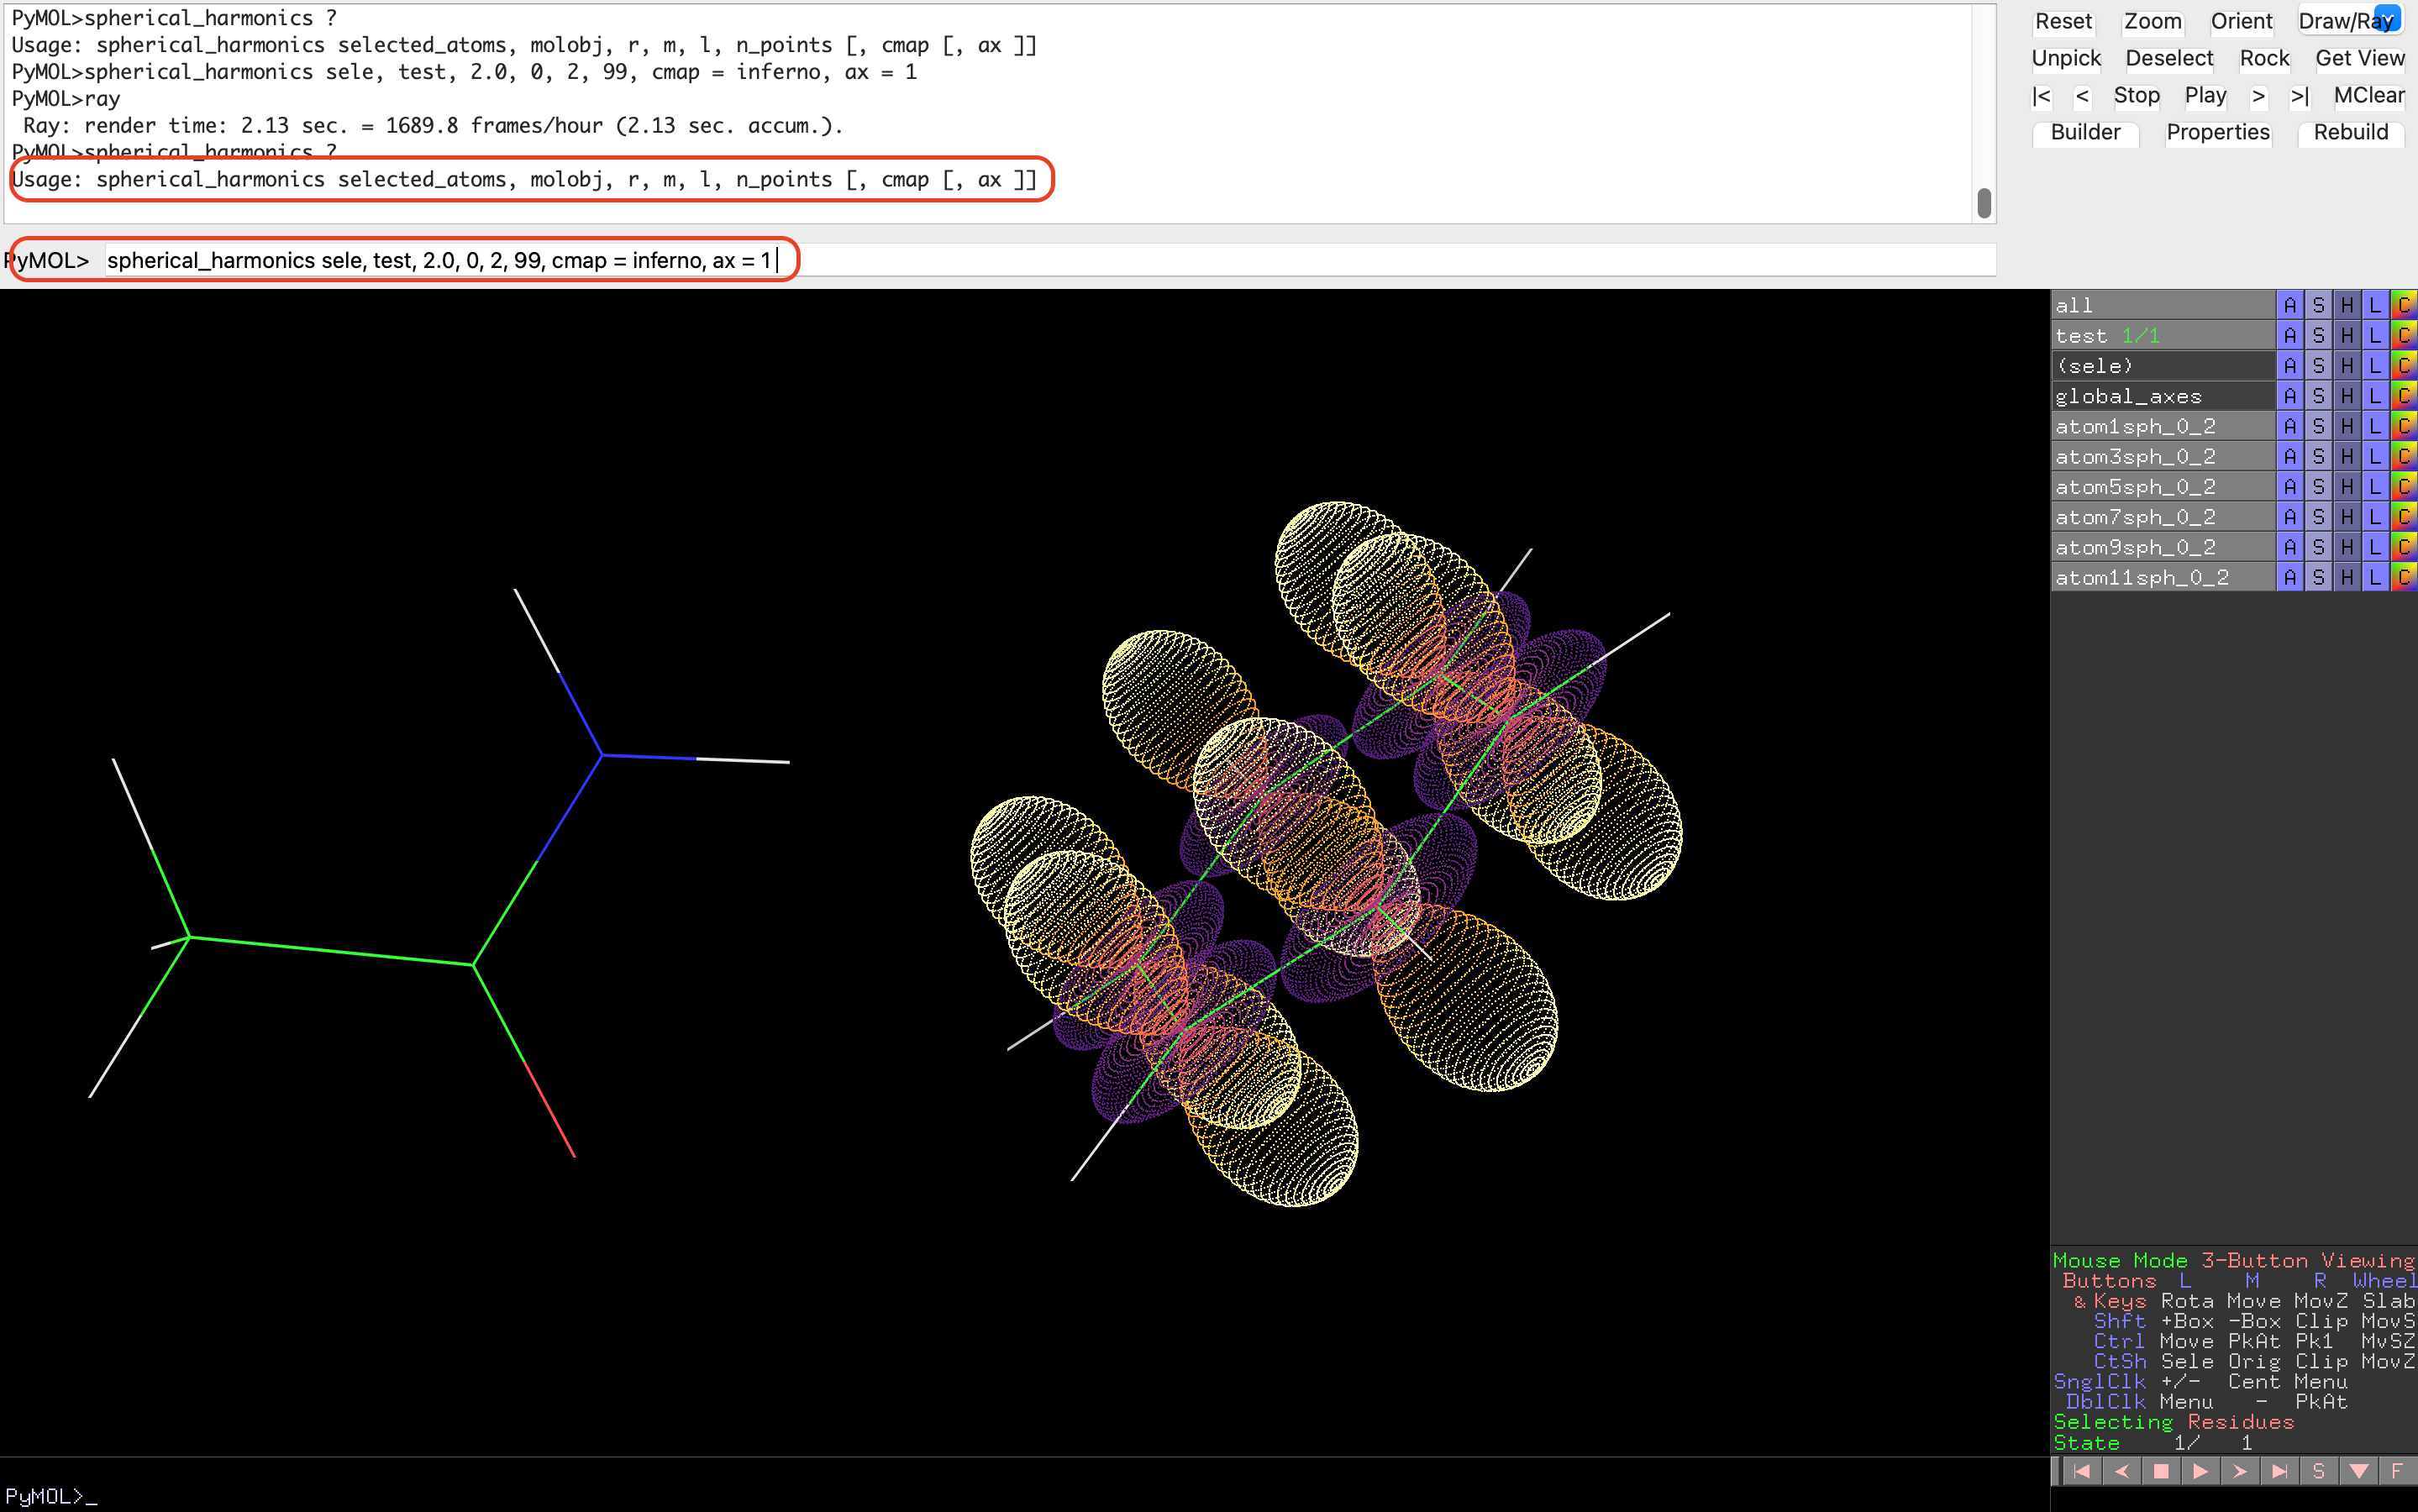 PyMOL>spherical_harmonics ?
Usage: spherical_harmonics selected_atoms, molobj, r, m, l, n_points [, cmap [, ax ]]
PyMOL>spherical_harmonics sele, test, 2.0, 0, 2, 99, cmap = inferno, ax = 1
PyMOL>ray
Ray: render time: 2.13 sec. = 1689.8 frames/hour (2.13 sec. accum.).
PyMOL>spherical_harmonics ?
Usage: spherical_harmonics selected_atoms, molobj, r, m, l, n_points [, cmap [, ax ]]
PyMOL> spherical_harmonics sele, test, 2.0, 0, 2, 99, cmap = inferno, ax = 1
Reset Zoom Orient Draw/Ray
Unpick Deselect Rock Get View
|< < Stop Play > >| MClear
Builder Properties Rebuild
all A S H L C
test 1/1 A S H L C
(sele) A S H L C
global_axes A S H L C
atom1sph_0_2 A S H L C
atom3sph_0_2 A S H L C
atom5sph_0_2 A S H L C
atom7sph_0_2 A S H L C
atom9sph_0_2 A S H L C
atom11sph_0_2 A S H L C
Mouse Mode 3-Button Viewing
Buttons L M R Wheel
& Keys Rota Move MovZ Slab
Shft +Box -Box Clip MovS
Ctrl Move PkAt Pk1 MvSZ
CtSh Sele Orig Clip MovZ
SnglClk +/- Cent Menu
DblClk Menu - PkAt
Selecting Residues
State 1/ 1
S F
PyMOL>_